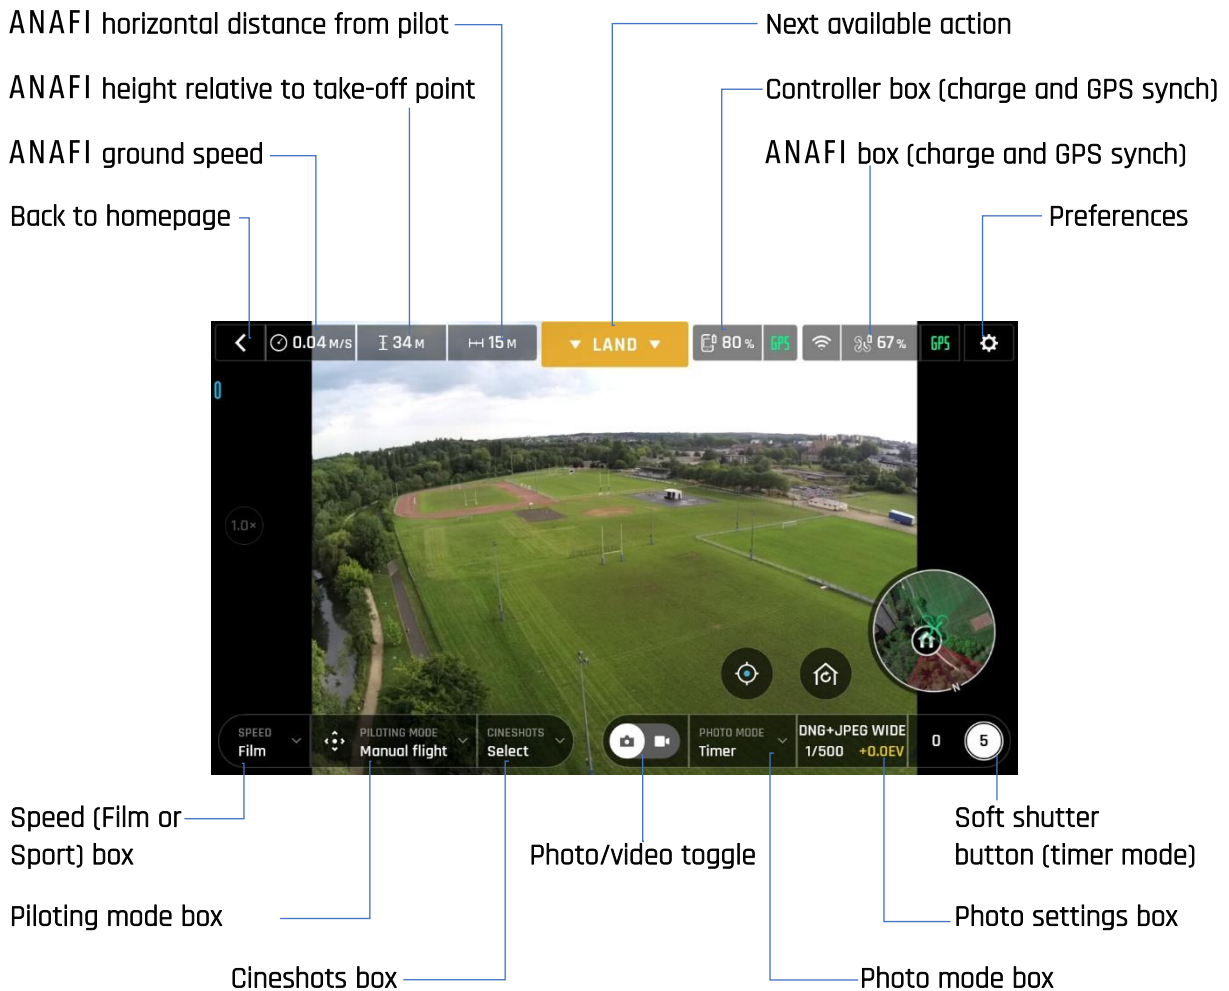 ANAFI horizontal distance from pilot
Next available action
ANAFI height relative to take-off point
Controller box (charge and GPS synch)
ANAFI ground speed
ANAFI box (charge and GPS synch)
Back to homepage
Preferences
0.04 M/S
34 M
15 M
LAND
80 %
GPS
67 %
GPS
0
1.0×
N
SPEED
Film
PILOTING MODE
Manual flight
CINESHOTS
Select
PHOTO MODE
Timer
DNG+JPEG WIDE
1/500 +0.0EV
0
5
Speed (Film or
Sport) box
Photo/video toggle
Soft shutter
button (timer mode)
Piloting mode box
Photo settings box
Cineshots box
Photo mode box